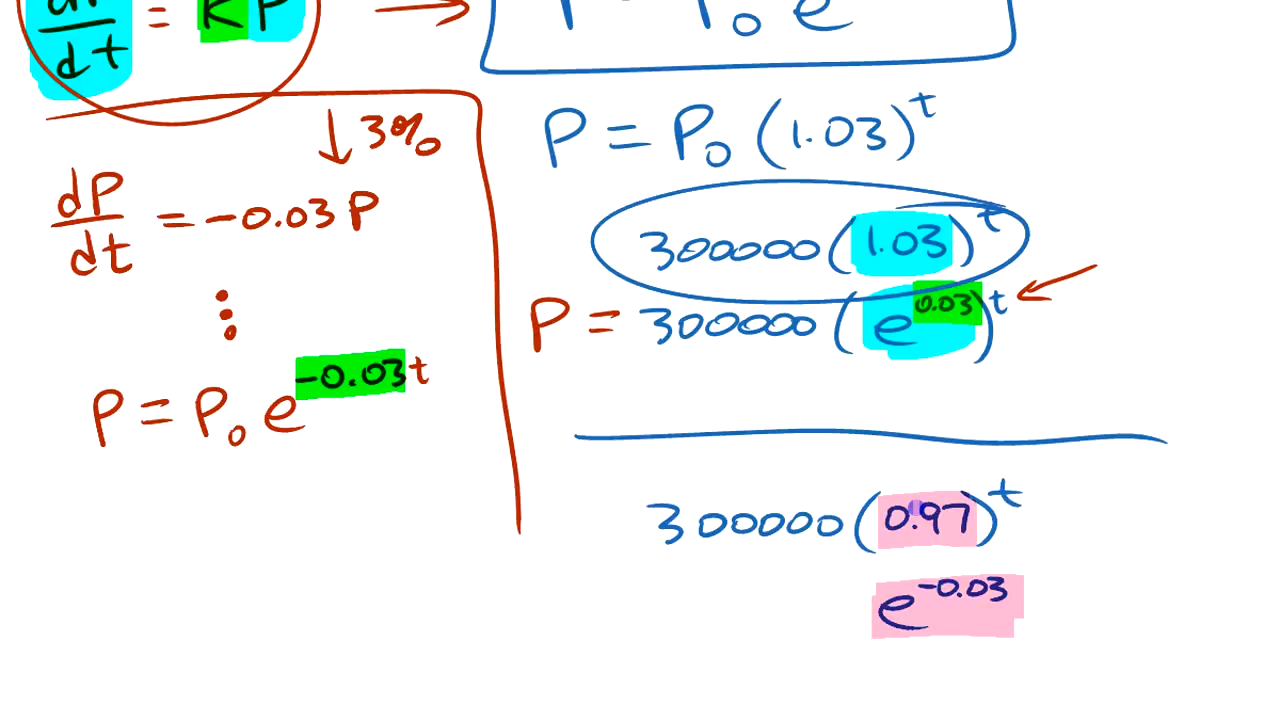 dP/dt = KP →
P = P₀e
↓3%
dP/dt = -0.03P
⋮
P = P₀e^-0.03t
P = P₀(1.03)^t
300000(1.03)^t
P = 300000(e^0.03)^t
300000(0.97)^t
e^-0.03